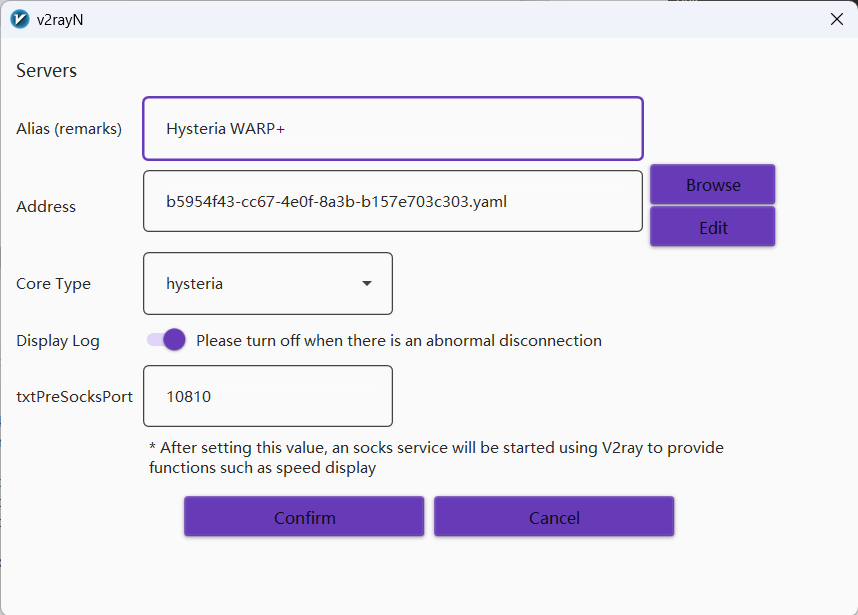 v2rayN
Servers
Alias (remarks)
Hysteria WARP+
Address
b5954f43-cc67-4e0f-8a3b-b157e703c303.yaml
Browse
Edit
Core Type
hysteria
Display Log
Please turn off when there is an abnormal disconnection
txtPreSocksPort
10810
* After setting this value, an socks service will be started using V2ray to provide
functions such as speed display
Confirm
Cancel